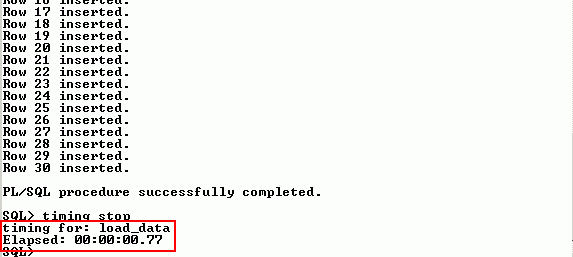 Row 16 inserted.
Row 17 inserted.
Row 18 inserted.
Row 19 inserted.
Row 20 inserted.
Row 21 inserted.
Row 22 inserted.
Row 23 inserted.
Row 24 inserted.
Row 25 inserted.
Row 26 inserted.
Row 27 inserted.
Row 28 inserted.
Row 29 inserted.
Row 30 inserted.
PL/SQL procedure successfully completed.
SQL> timing stop
timing for: load_data
Elapsed: 00:00:00.77
SQL>